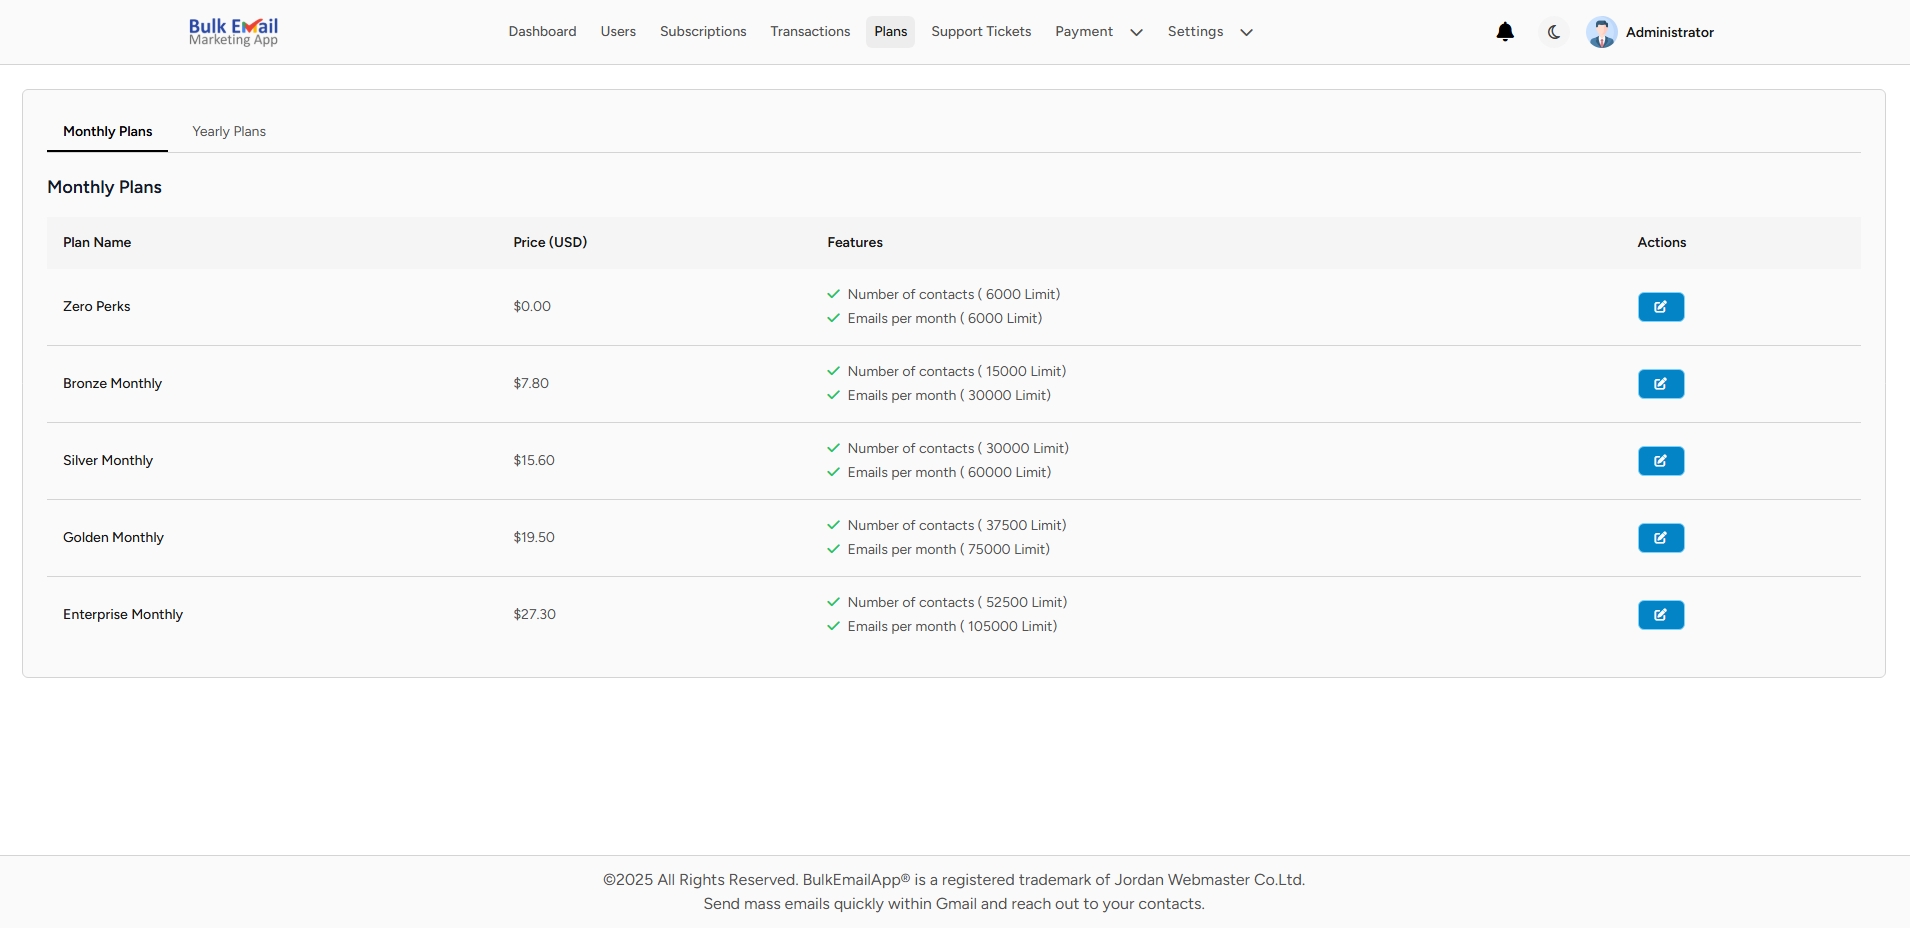 Bulk Email
Marketing App
Dashboard Users Subscriptions Transactions Plans Support Tickets Payment Settings Administrator
Monthly Plans Yearly Plans
Monthly Plans
Plan Name Price (USD) Features Actions
Zero Perks $0.00 Number of contacts ( 6000 Limit)
Emails per month ( 6000 Limit)
Bronze Monthly $7.80 Number of contacts ( 15000 Limit)
Emails per month ( 30000 Limit)
Silver Monthly $15.60 Number of contacts ( 30000 Limit)
Emails per month ( 60000 Limit)
Golden Monthly $19.50 Number of contacts ( 37500 Limit)
Emails per month ( 75000 Limit)
Enterprise Monthly $27.30 Number of contacts ( 52500 Limit)
Emails per month ( 105000 Limit)
©2025 All Rights Reserved. BulkEmailApp® is a registered trademark of Jordan Webmaster Co.Ltd.
Send mass emails quickly within Gmail and reach out to your contacts.